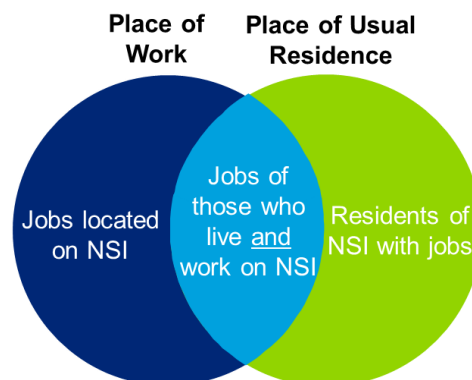 Place of
Work
Place of Usual
Residence
Jobs located
on NSI
Jobs of
those who
live and
work on NSI
Residents of
NSI with jobs